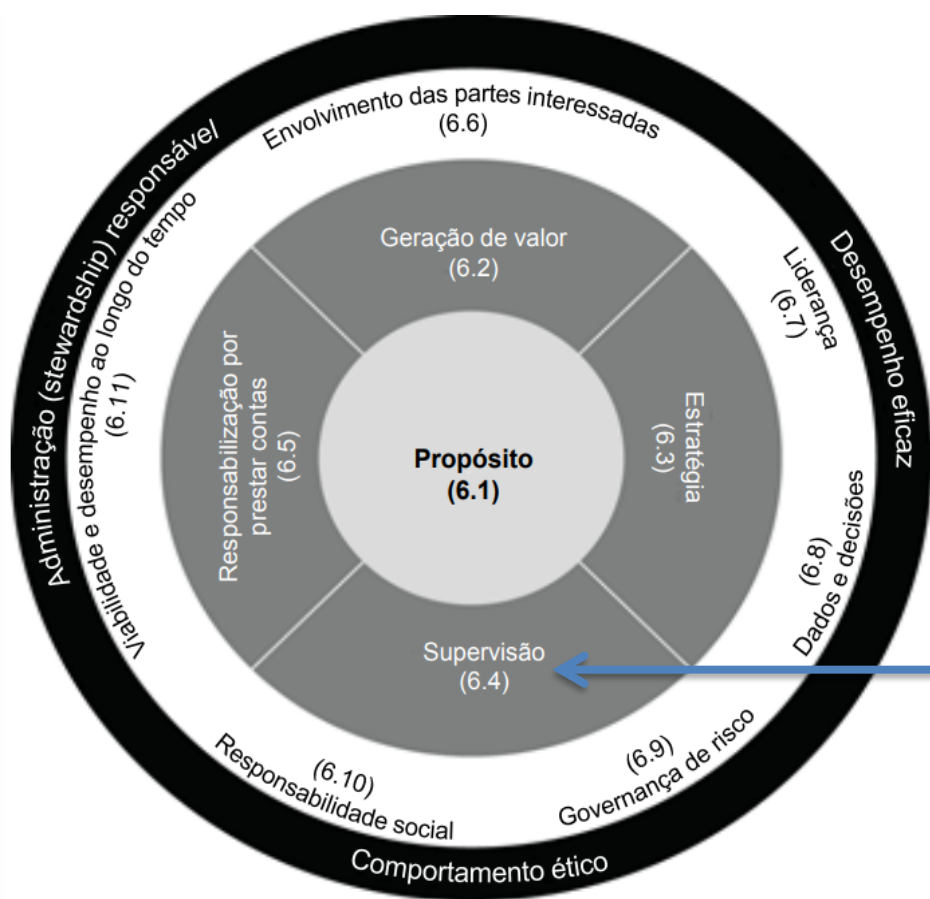 Envolvimento das partes interessadas
(6.6)
Administração (stewardship) responsável
Desempenho eficaz
Geração de valor
(6.2)
Liderança
(6.7)
Viabilidade e desempenho ao longo do tempo
(6.11)
Responsabilização por
prestar contas
(6.5)
Propósito
(6.1)
Estratégia
(6.3)
(6.8)
Dados e decisões
Supervisão
(6.4)
(6.10)
Responsabilidade social
(6.9)
Governança de risco
Comportamento ético